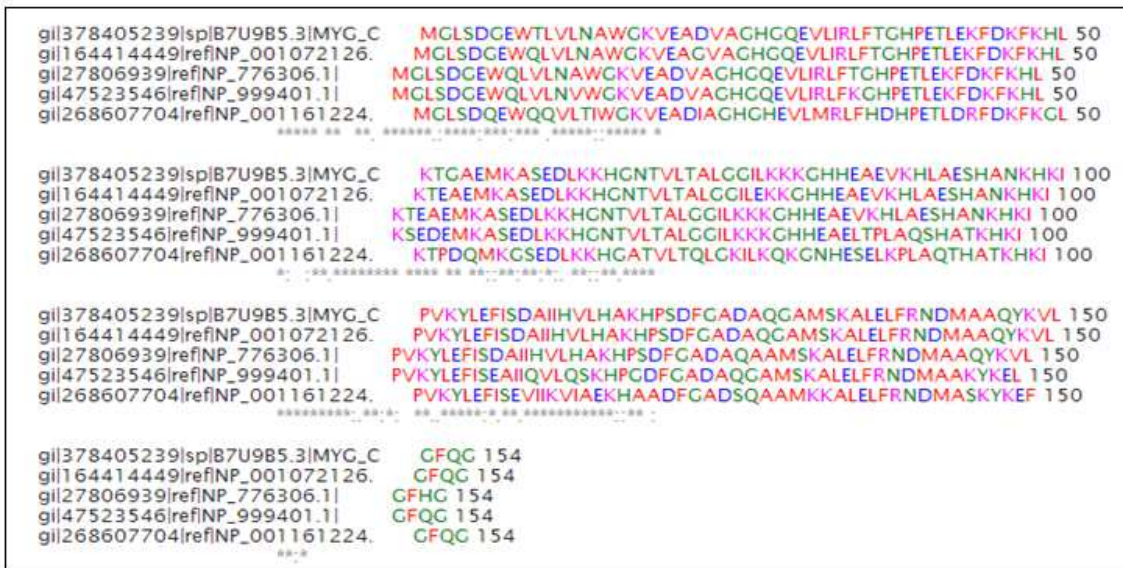 gi|378405239|sp|B7U9B5.3|MYG_C MGLSDGEWTLVLNAWGKVEADVAGHGQEVLIRLFTGHPETLEKFDKFKHL 50
gi|164414449|ref|NP_001072126. MGLSDGEWQLVLNAWGKVEAGVAGHGQEVLIRLFTGHPETLEKFDKFKHL 50
gi|27806939|ref|NP_776306.1| MGLSDGEWQLVLNAWGKVEADVAGHGQEVLIRLFTGHPETLEKFDKFKHL 50
gi|47523546|ref|NP_999401.1| MGLSDGEWQLVLNVWGKVEADVAGHGQEVLIRLFKGHPETLEKFDKFKHL 50
gi|268607704|ref|NP_001161224. MGLSDQEWQQVLTIWGKVEADIAGHGHEVLMRLFHDHPETLDRFDKFKGL 50
***** ** **. ******.:****:***:*** .*****::***** *
gi|378405239|sp|B7U9B5.3|MYG_C KTGAEMKASEDLKKHGNTVLTALGGILKKKGHHEAEVKHLAESHANKHKI 100
gi|164414449|ref|NP_001072126. KTEAEMKASEDLKKHGNTVLTALGGILEKKGHHEAEVKHLAESHANKHKI 100
gi|27806939|ref|NP_776306.1| KTEAEMKASEDLKKHGNTVLTALGGILKKKGHHEAEVKHLAESHANKHKI 100
gi|47523546|ref|NP_999401.1| KSEDEMKASEDLKKHGNTVLTALGGILKKKGHHEAELTPLAQSHATKHKI 100
gi|268607704|ref|NP_001161224. KTPDQMKGSEDLKKHGATVLTQLGKILKQKGNHESELKPLAQTHATKHKI 100
*: :**.******** **** ** **::**:**:*:. **::**.****
gi|378405239|sp|B7U9B5.3|MYG_C PVKYLEFISDAIIHVLHAKHPSDFGADAQGAMSKALELFRNDMAAQYKVL 150
gi|164414449|ref|NP_001072126. PVKYLEFISDAIIHVLHAKHPSDFGADAQGAMSKALELFRNDMAAQYKVL 150
gi|27806939|ref|NP_776306.1| PVKYLEFISDAIIHVLHAKHPSDFGADAQAAMSKALELFRNDMAAQYKVL 150
gi|47523546|ref|NP_999401.1| PVKYLEFISEAIIQVLQSKHPGDFGADAQGAMSKALELFRNDMAAKYKEL 150
gi|268607704|ref|NP_001161224. PVKYLEFISEVIIKVIAEKHAADFGADSQAAMKKALELFRNDMASKYKEF 150
*********:.**:*: **.*****:*.**.***********::** :
gi|378405239|sp|B7U9B5.3|MYG_C GFQG 154
gi|164414449|ref|NP_001072126. GFQG 154
gi|27806939|ref|NP_776306.1| GFHG 154
gi|47523546|ref|NP_999401.1| GFQG 154
gi|268607704|ref|NP_001161224. GFQG 154
**:*